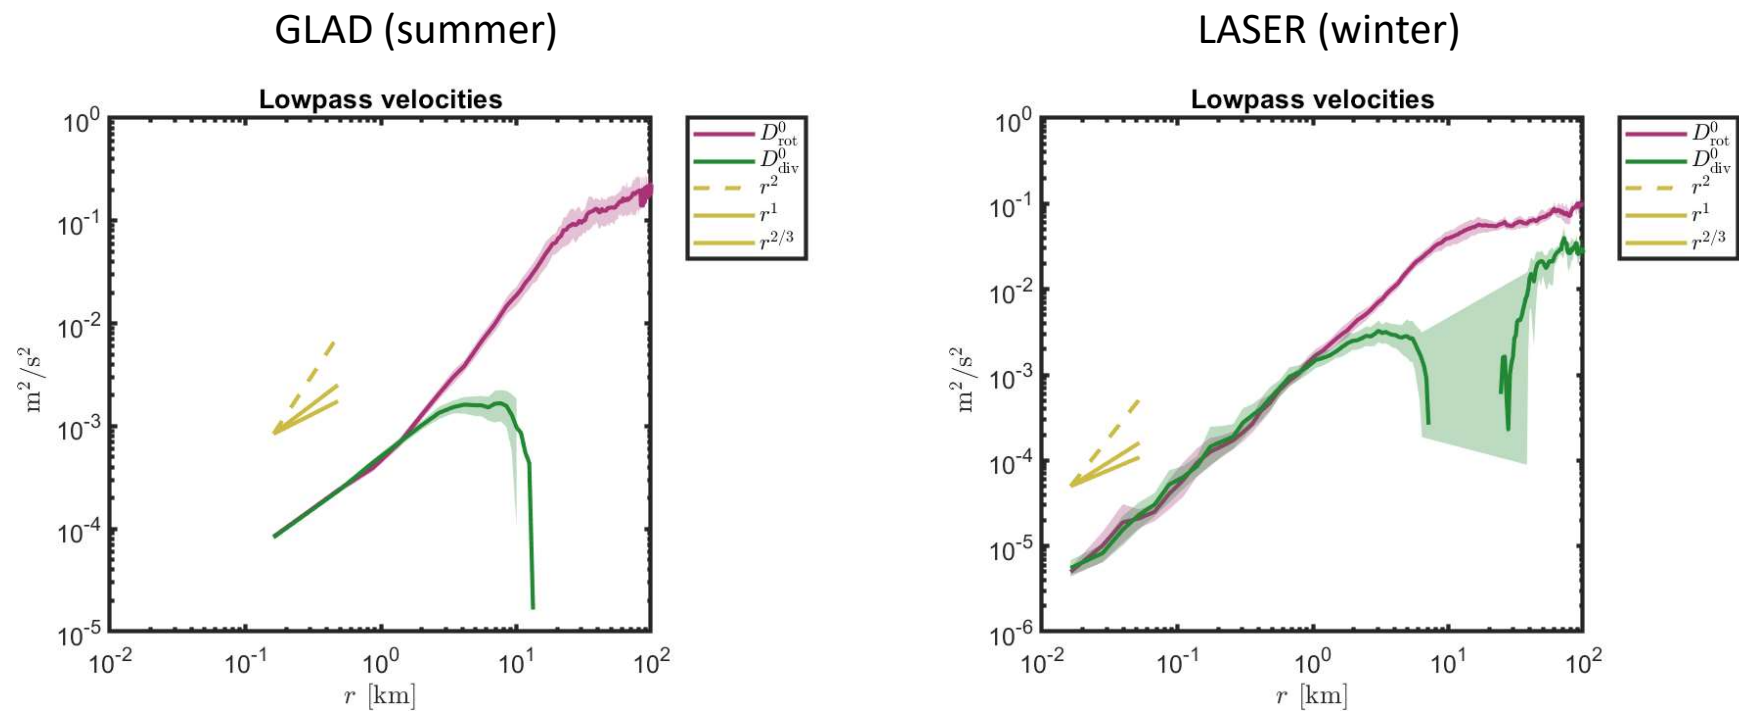 GLAD (summer)
Lowpass velocities
10^0
10^-1
10^-2
10^-3
10^-4
10^-5
m^2/s^2
10^-2 10^-1 10^0 10^1 10^2
r [km]
D^0_rot
D^0_div
r^2
r^1
r^2/3
LASER (winter)
Lowpass velocities
10^0
10^-1
10^-2
10^-3
10^-4
10^-5
10^-6
m^2/s^2
10^-2 10^-1 10^0 10^1 10^2
r [km]
D^0_rot
D^0_div
r^2
r^1
r^2/3